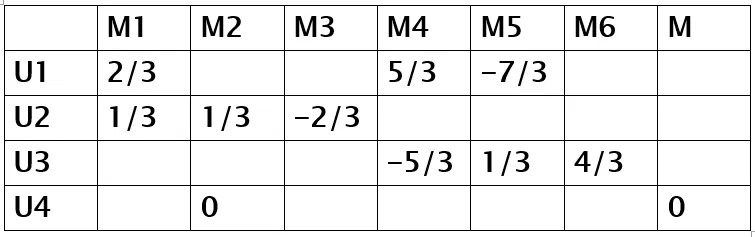 M1 M2 M3 M4 M5 M6 M
U1 2/3 5/3 -7/3
U2 1/3 1/3 -2/3
U3 -5/3 1/3 4/3
U4 0 0